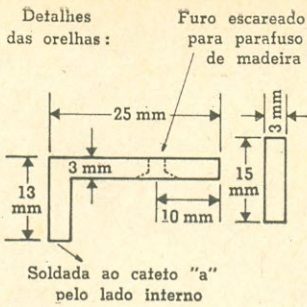 Detalhes
das orelhas:
Furo escareado
para parafuso
de madeira
25 mm
3 mm
13
mm
10 mm
3 mm
15
mm
Soldada ao cateto "a"
pelo lado interno